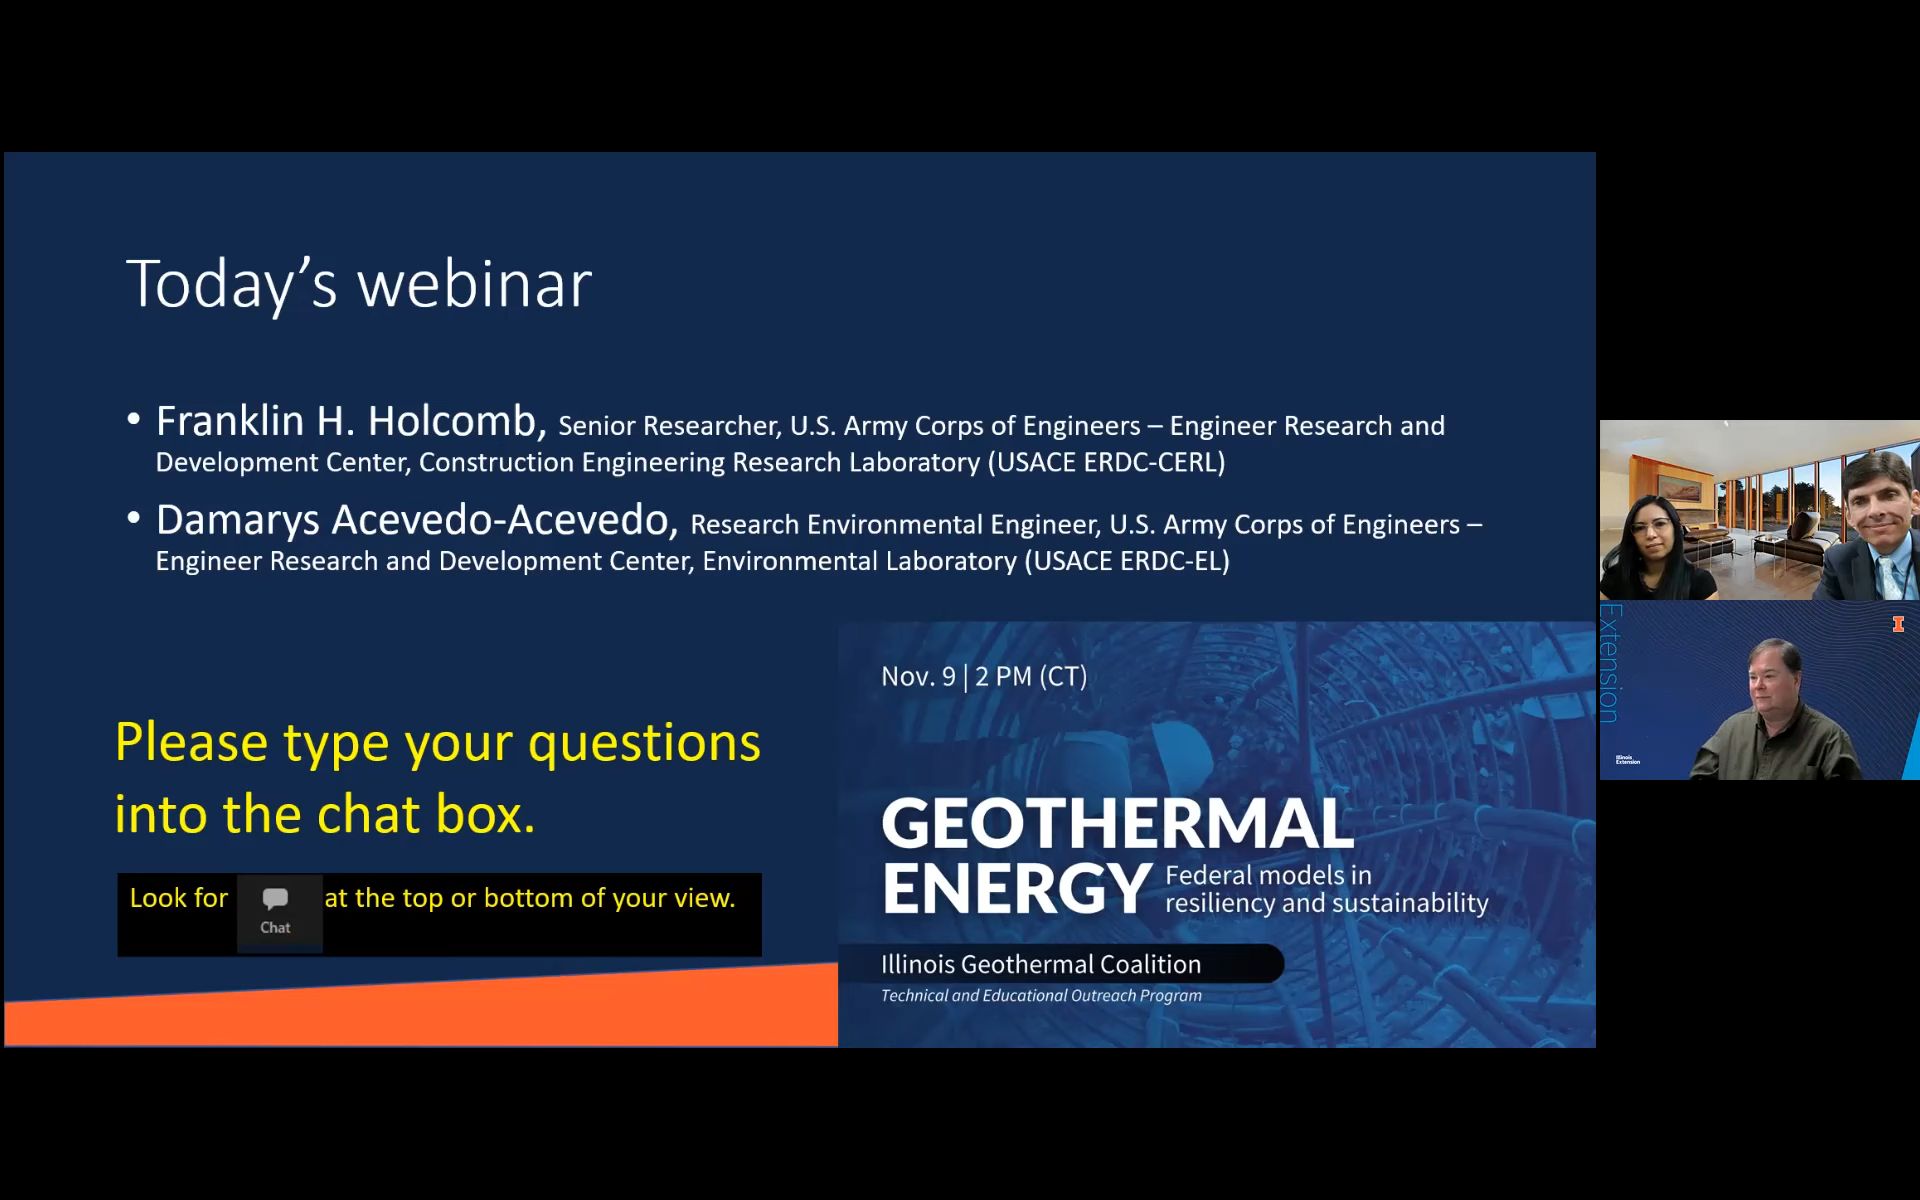 Today's webinar
• Franklin H. Holcomb, Senior Researcher, U.S. Army Corps of Engineers – Engineer Research and
Development Center, Construction Engineering Research Laboratory (USACE ERDC-CERL)
• Damarys Acevedo-Acevedo, Research Environmental Engineer, U.S. Army Corps of Engineers –
Engineer Research and Development Center, Environmental Laboratory (USACE ERDC-EL)
Please type your questions
into the chat box.
Look for Chat at the top or bottom of your view.
Nov. 9 | 2 PM (CT)
GEOTHERMAL
ENERGY Federal models in
resiliency and sustainability
Illinois Geothermal Coalition
Technical and Educational Outreach Program
Extension
I
Illinois
Extension